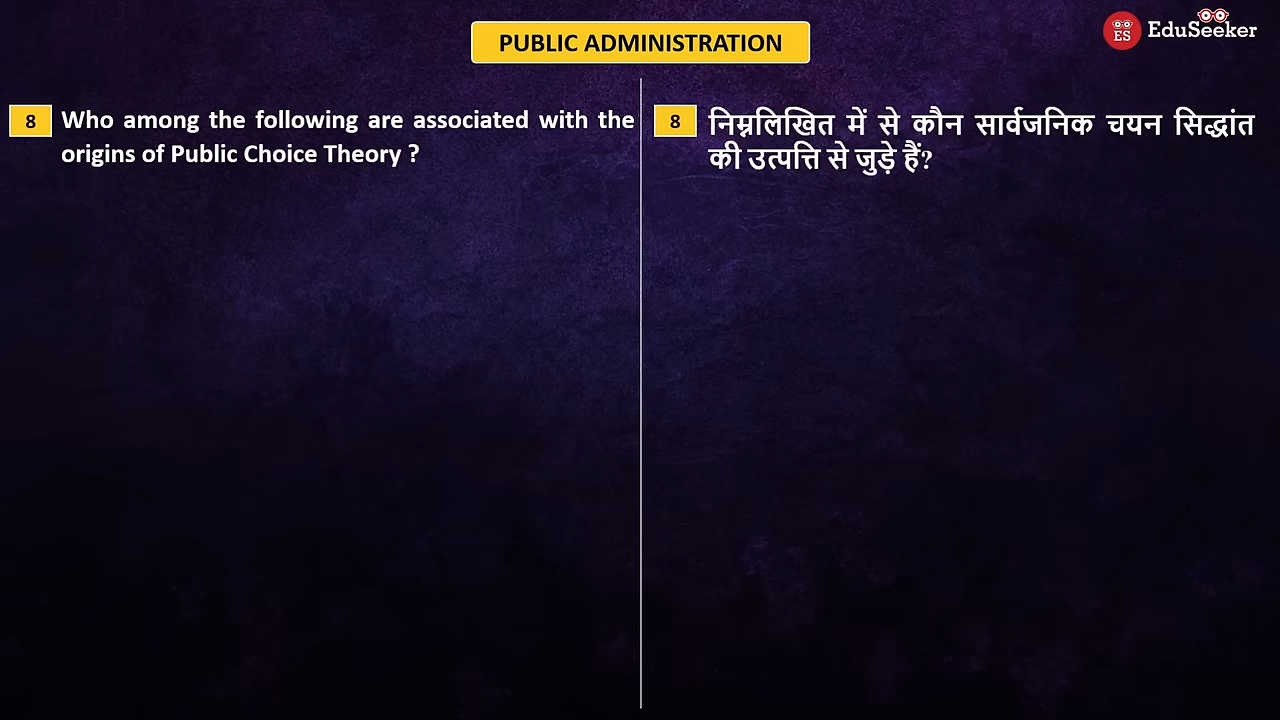 PUBLIC ADMINISTRATION
ES EduSeeker
8 Who among the following are associated with the
origins of Public Choice Theory ?
8 निम्नलिखित में से कौन सार्वजनिक चयन सिद्धांत
की उत्पत्ति से जुड़े हैं?